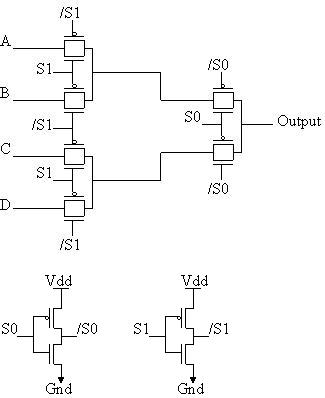 /S1
A
S1
/S0
B
S0
Output
/S1
C
S1
/S0
D
/S1
Vdd
Vdd
S0
/S0
S1
/S1
Gnd
Gnd